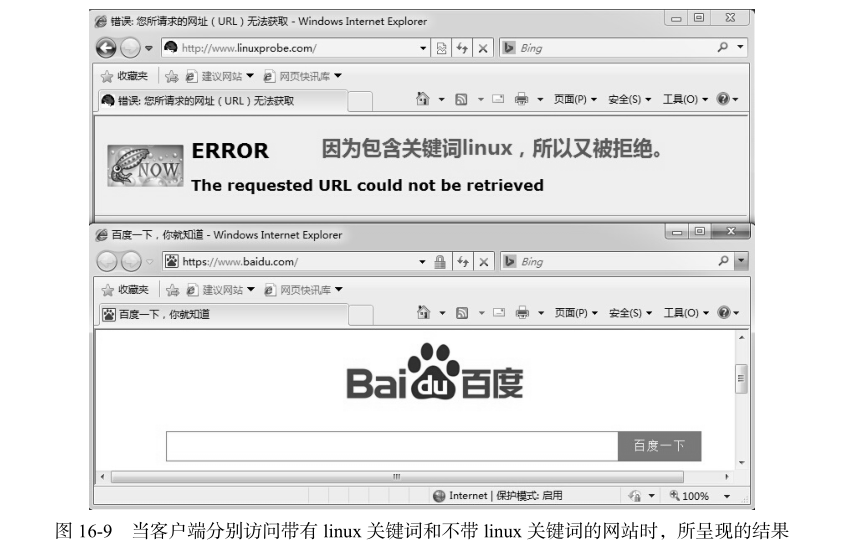 错误: 您所请求的网址（URL）无法获取 - Windows Internet Explorer
http://www.linuxprobe.com/
Bing
收藏夹 建议网站 网页快讯库
错误: 您所请求的网址（URL）无法获取
页面(P) 安全(S) 工具(O)
NOW
ERROR 因为包含关键词linux，所以又被拒绝。
The requested URL could not be retrieved
百度一下，你就知道 - Windows Internet Explorer
https://www.baidu.com/
Bing
收藏夹 建议网站 网页快讯库
百度一下，你就知道
页面(P) 安全(S) 工具(O)
Bai du 百度
百度一下
Internet | 保护模式: 启用
100%
图 16-9 当客户端分别访问带有 linux 关键词和不带 linux 关键词的网站时，所呈现的结果